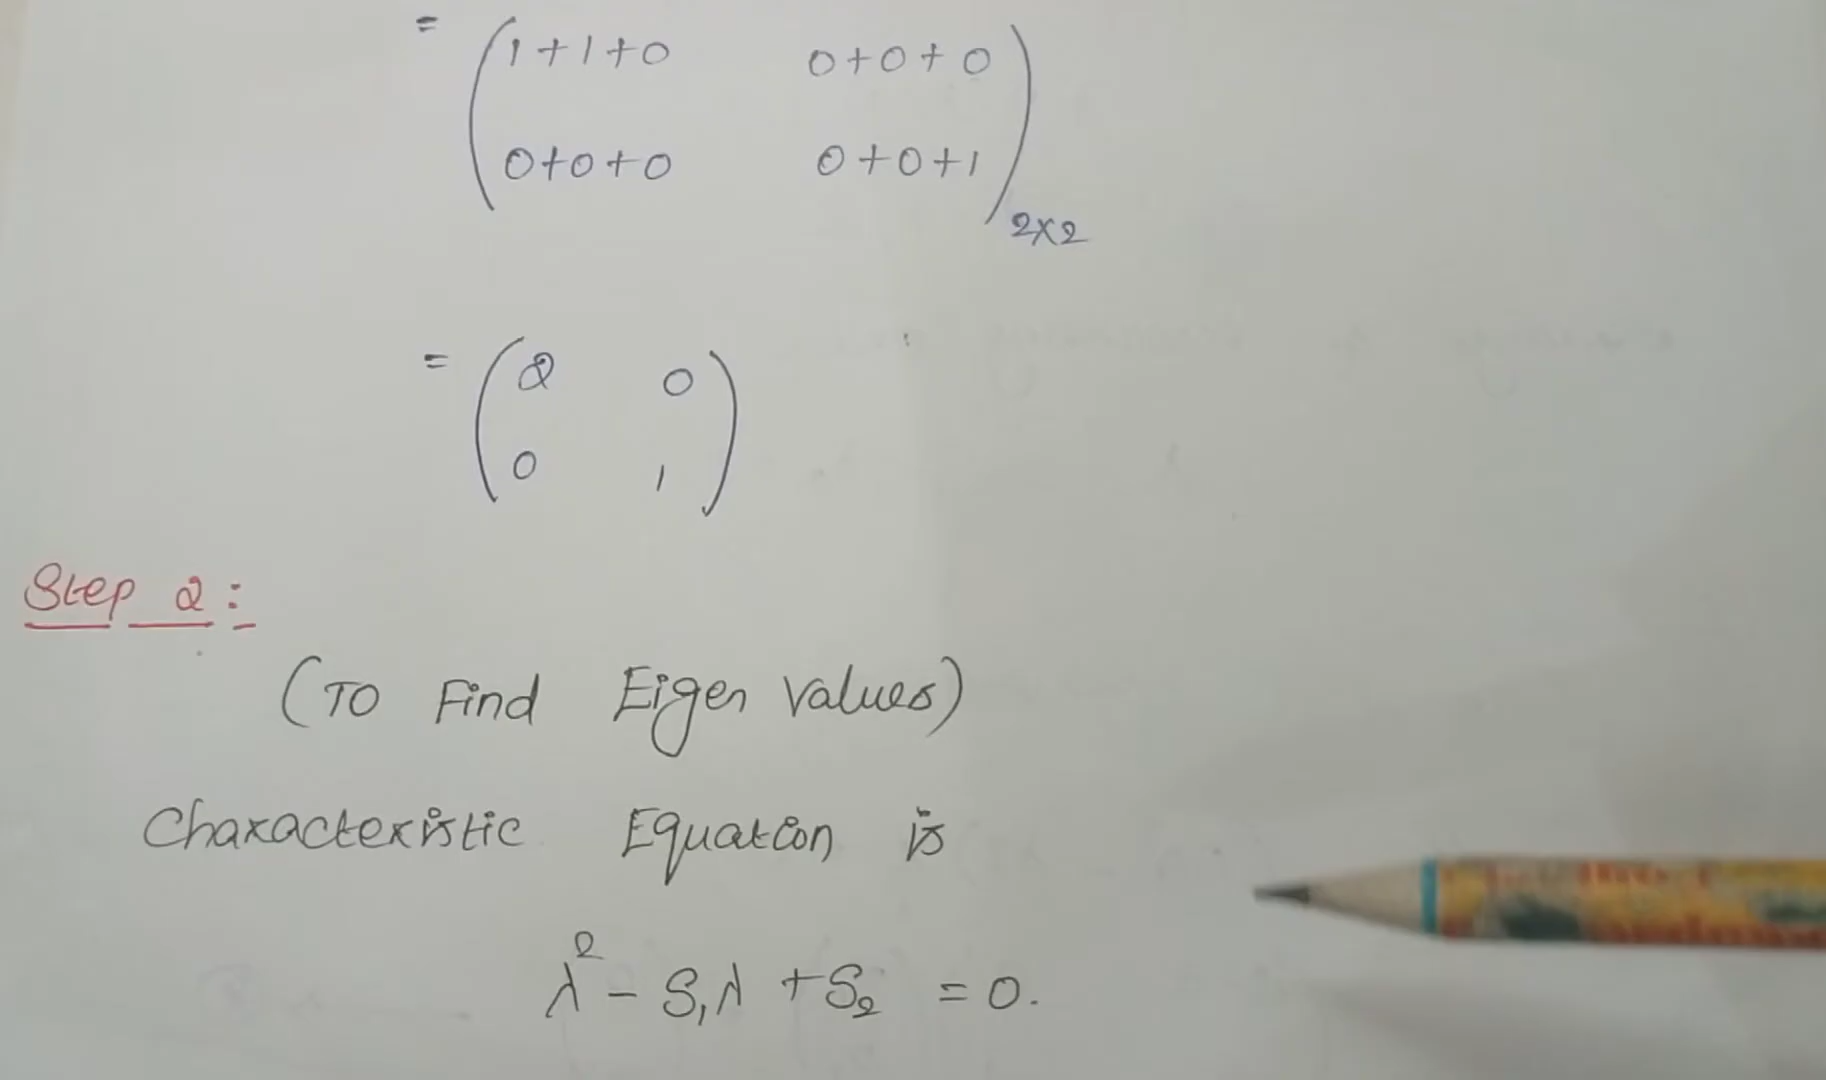 = ( 1+1+0 0+0+0
0+0+0 0+0+1 ) 2x2
= ( 2 0
0 1 )
Step 2:
(To Find Eigen Values)
Characteristic Equation is
λ² - S₁λ + S₂ = 0.